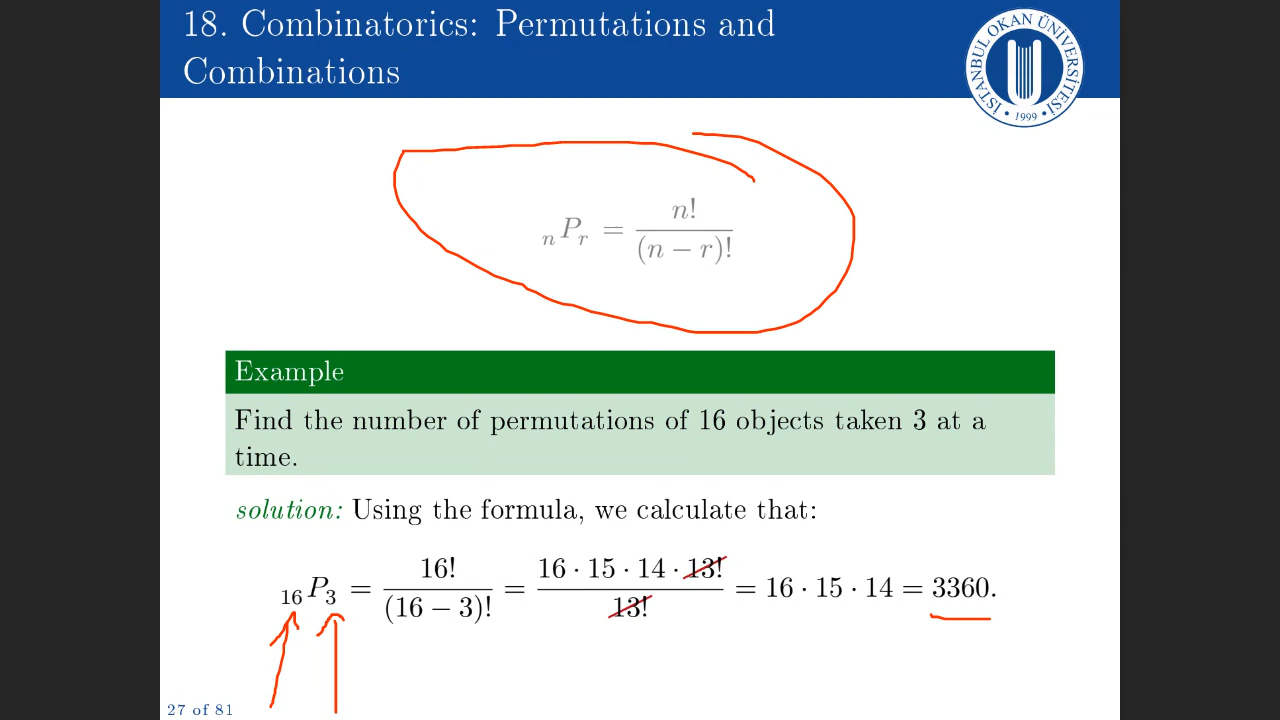 18. Combinatorics: Permutations and
Combinations
İSTANBUL OKAN ÜNİVERSİTESİ
• 1999 •
nPr = n! / (n − r)!
Example
Find the number of permutations of 16 objects taken 3 at a
time.
solution: Using the formula, we calculate that:
16P3 = 16! / (16 − 3)! = 16 · 15 · 14 · 13! / 13! = 16 · 15 · 14 = 3360.
27 of 81